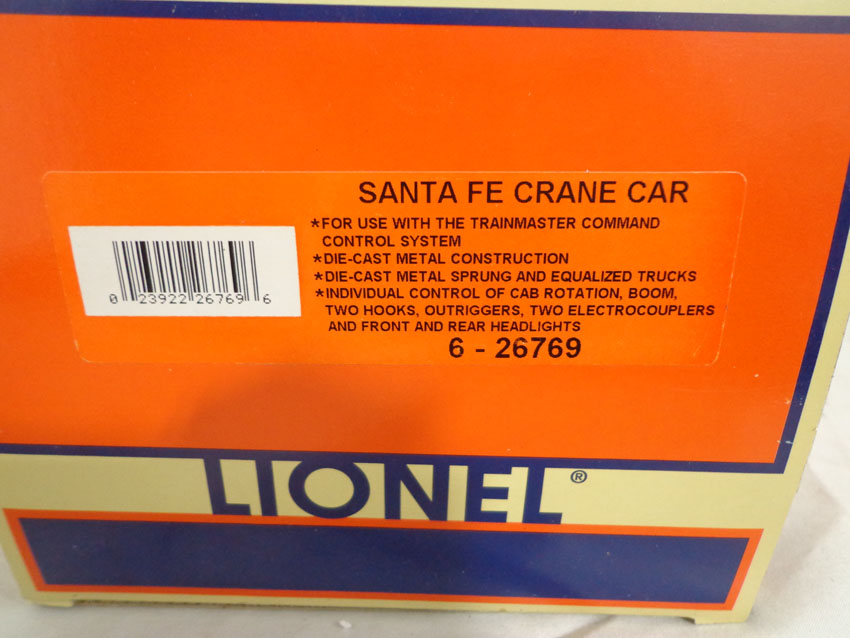 SANTA FE CRANE CAR
*FOR USE WITH THE TRAINMASTER COMMAND
CONTROL SYSTEM
*DIE-CAST METAL CONSTRUCTION
*DIE-CAST METAL SPRUNG AND EQUALIZED TRUCKS
*INDIVIDUAL CONTROL OF CAB ROTATION, BOOM,
TWO HOOKS, OUTRIGGERS, TWO ELECTROCOUPLERS
AND FRONT AND REAR HEADLIGHTS
6 - 26769
0 23922 26769 6
LIONEL®